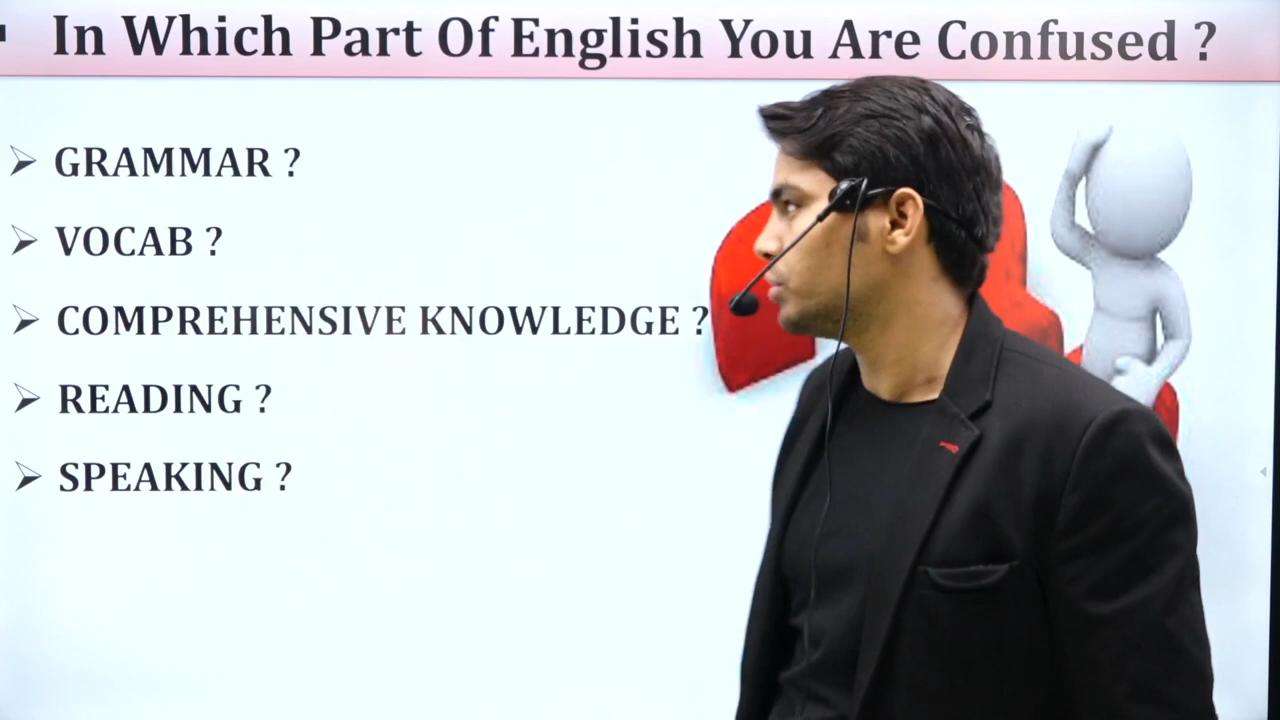 In Which Part Of English You Are Confused ?
GRAMMAR ?
VOCAB ?
COMPREHENSIVE KNOWLEDGE ?
READING ?
SPEAKING ?